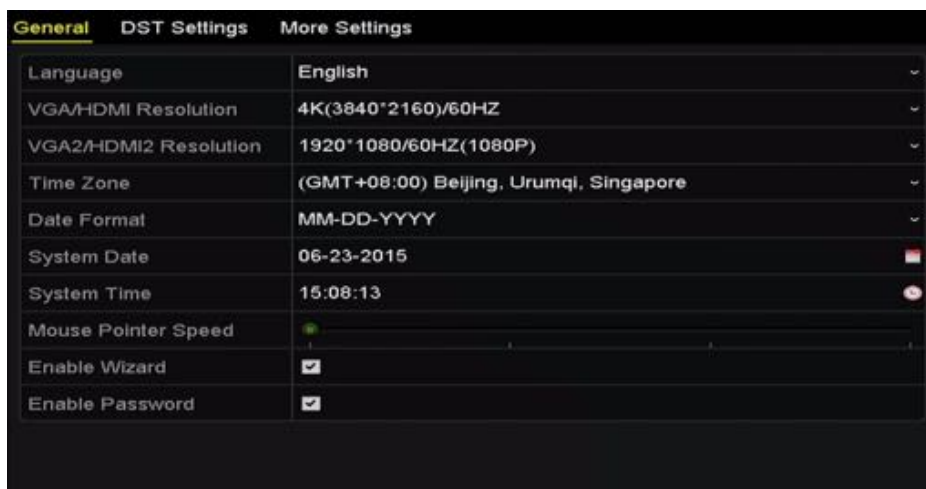 General DST Settings More Settings
Language English
VGA/HDMI Resolution 4K(3840*2160)/60HZ
VGA2/HDMI2 Resolution 1920*1080/60HZ(1080P)
Time Zone (GMT+08:00) Beijing, Urumqi, Singapore
Date Format MM-DD-YYYY
System Date 06-23-2015
System Time 15:08:13
Mouse Pointer Speed
Enable Wizard
Enable Password